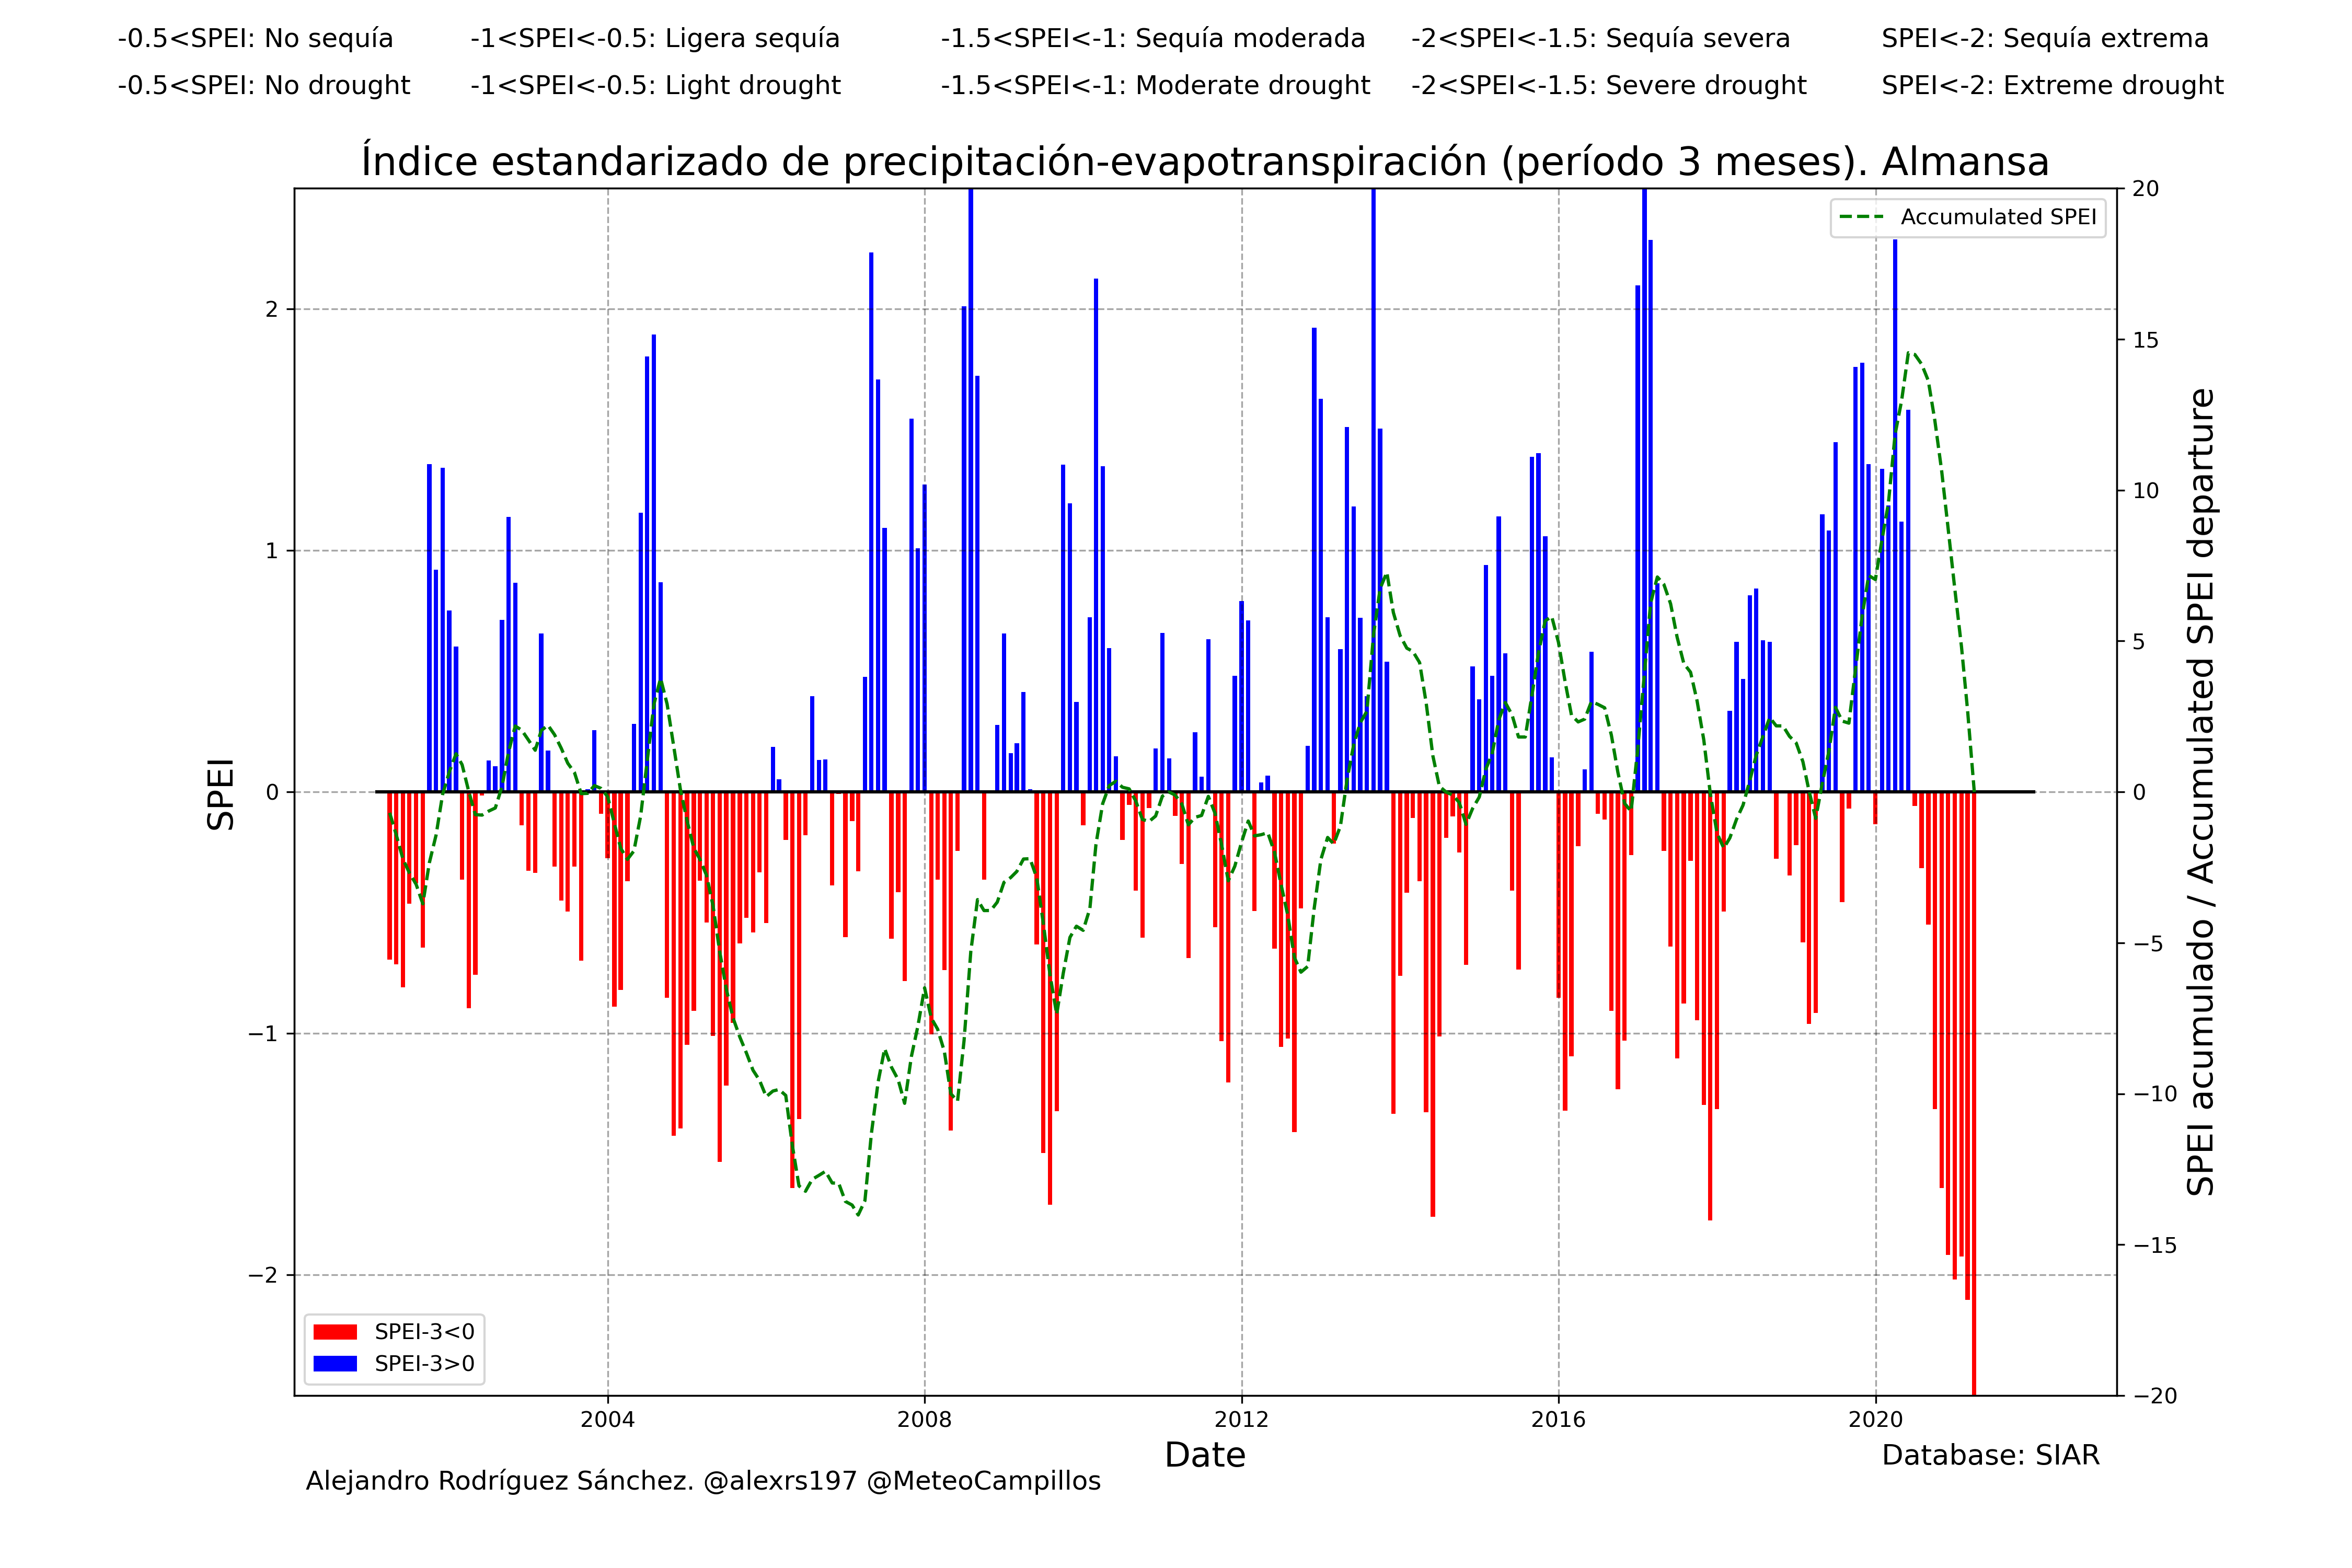 -0.5<SPEI: No sequía -1<SPEI<-0.5: Ligera sequía -1.5<SPEI<-1: Sequía moderada -2<SPEI<-1.5: Sequía severa SPEI<-2: Sequía extrema
-0.5<SPEI: No drought -1<SPEI<-0.5: Light drought -1.5<SPEI<-1: Moderate drought -2<SPEI<-1.5: Severe drought SPEI<-2: Extreme drought
Índice estandarizado de precipitación-evapotranspiración (período 3 meses). Almansa
SPEI
2
1
0
−1
−2
Accumulated SPEI
20
15
10
5
0
−5
−10
−15
−20
SPEI acumulado / Accumulated SPEI departure
SPEI-3<0
SPEI-3>0
2004 2008 2012 2016 2020
Date
Database: SIAR
Alejandro Rodríguez Sánchez. @alexrs197 @MeteoCampillos